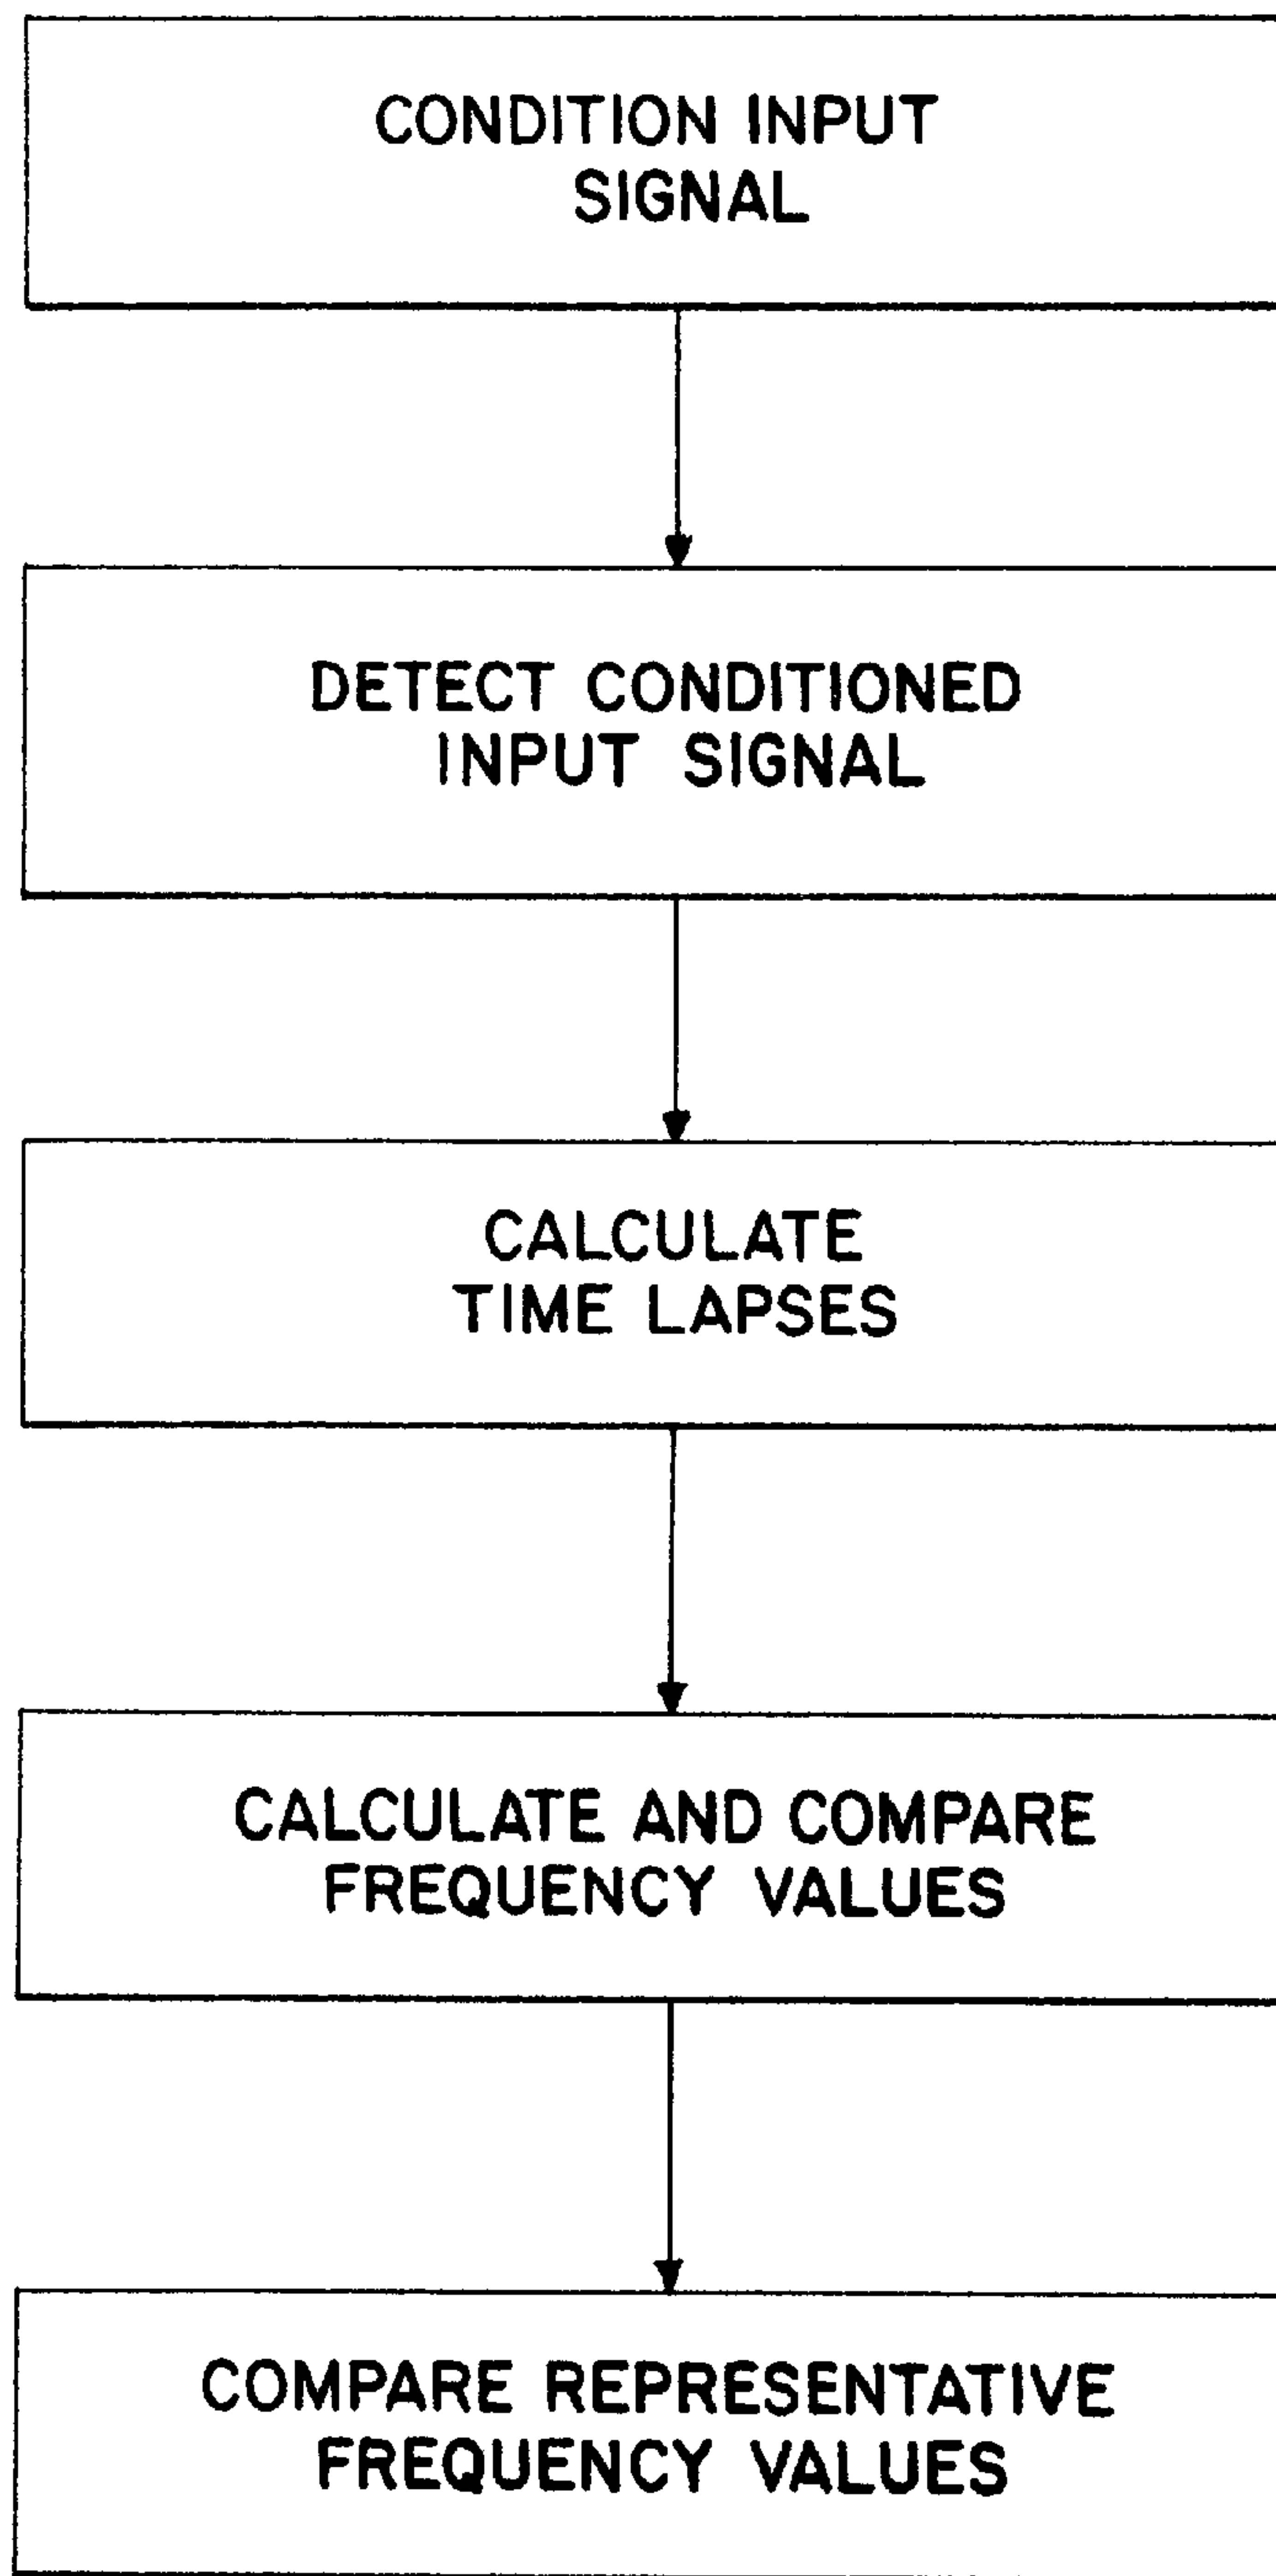 CONDITION INPUT
SIGNAL
DETECT CONDITIONED
INPUT SIGNAL
CALCULATE
TIME LAPSES
CALCULATE AND COMPARE
FREQUENCY VALUES
COMPARE REPRESENTATIVE
FREQUENCY VALUES